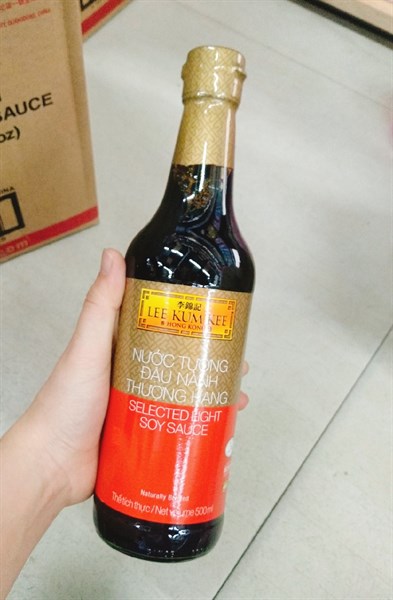 AUCE
oz)
李錦記
LEE KUM KEE
HONG KONG
NƯỚC TƯƠNG
ĐẬU NÀNH
THƯỢNG HẠNG
SELECTED LIGHT
SOY SAUCE
Naturally Brewed
Thể tích thực / Net volume 500ml